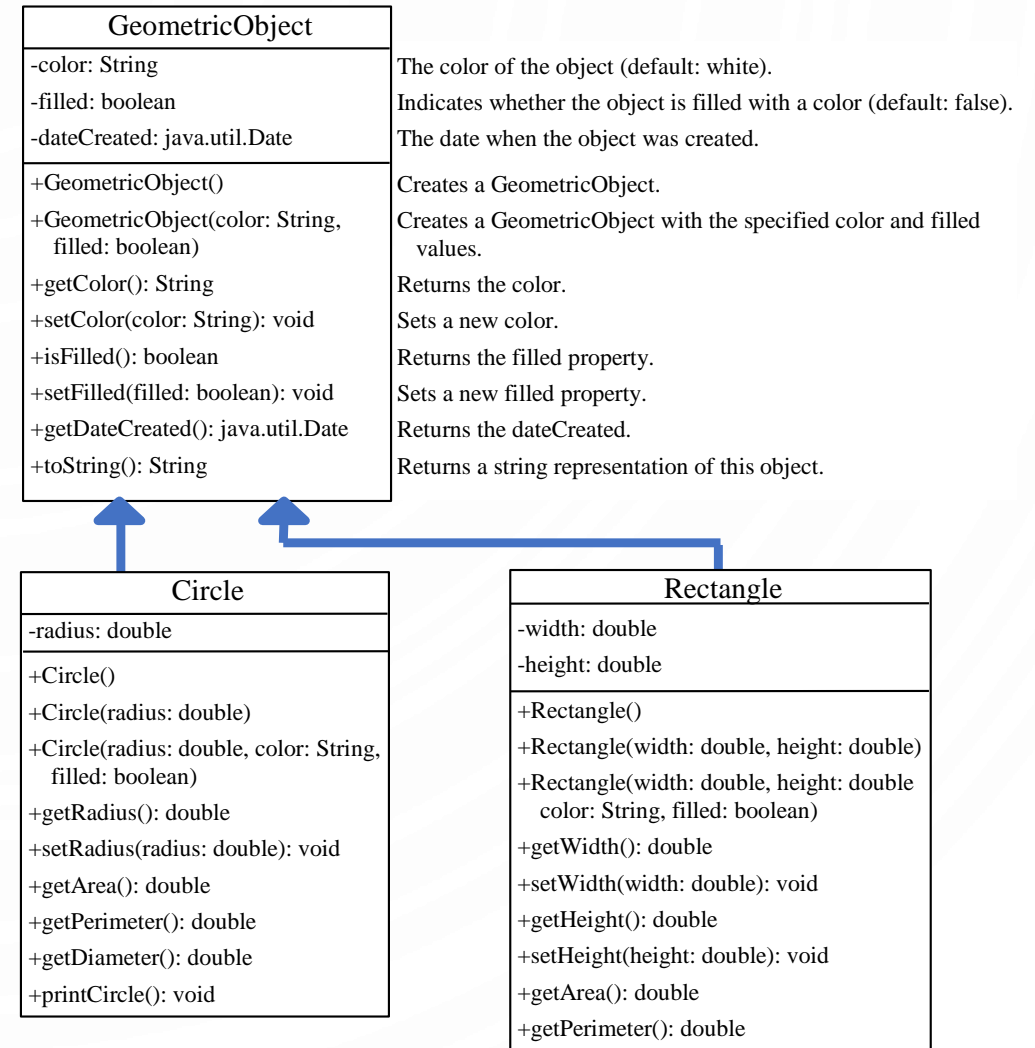 GeometricObject
-color: String
The color of the object (default: white).
-filled: boolean
Indicates whether the object is filled with a color (default: false).
-dateCreated: java.util.Date
The date when the object was created.
+GeometricObject()
Creates a GeometricObject.
+GeometricObject(color: String,
filled: boolean)
Creates a GeometricObject with the specified color and filled
values.
+getColor(): String
Returns the color.
+setColor(color: String): void
Sets a new color.
+isFilled(): boolean
Returns the filled property.
+setFilled(filled: boolean): void
Sets a new filled property.
+getDateCreated(): java.util.Date
Returns the dateCreated.
+toString(): String
Returns a string representation of this object.
Circle
-radius: double
+Circle()
+Circle(radius: double)
+Circle(radius: double, color: String,
filled: boolean)
+getRadius(): double
+setRadius(radius: double): void
+getArea(): double
+getPerimeter(): double
+getDiameter(): double
+printCircle(): void
Rectangle
-width: double
-height: double
+Rectangle()
+Rectangle(width: double, height: double)
+Rectangle(width: double, height: double
color: String, filled: boolean)
+getWidth(): double
+setWidth(width: double): void
+getHeight(): double
+setHeight(height: double): void
+getArea(): double
+getPerimeter(): double